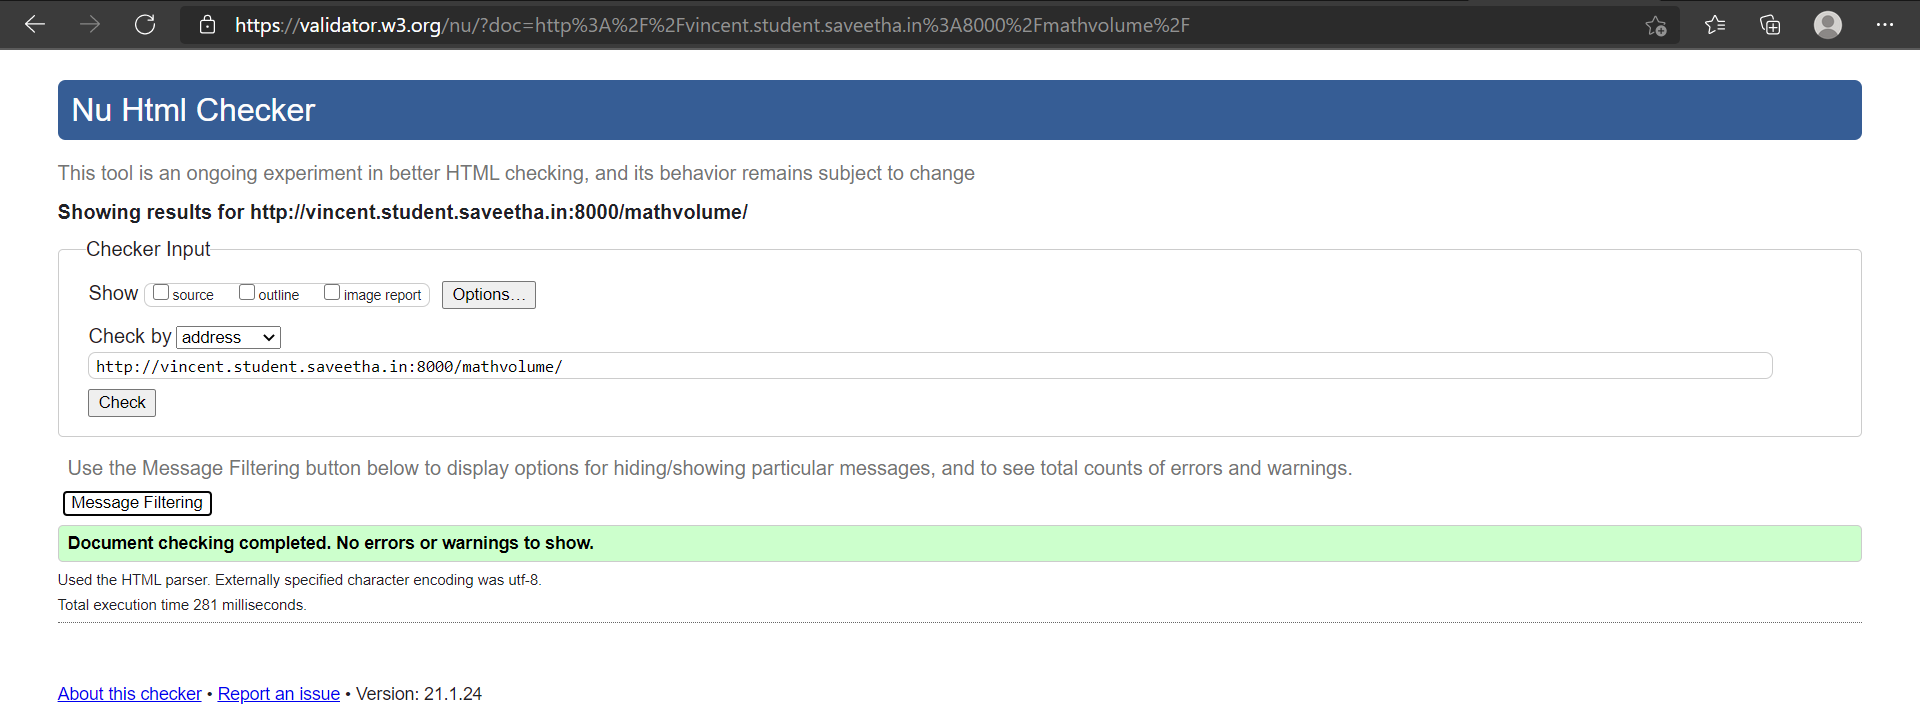 https://validator.w3.org/nu/?doc=http%3A%2F%2Fvincent.student.saveetha.in%3A8000%2Fmathvolume%2F
Nu Html Checker
This tool is an ongoing experiment in better HTML checking, and its behavior remains subject to change
Showing results for http://vincent.student.saveetha.in:8000/mathvolume/
Checker Input
Show source outline image report Options...
Check by address
http://vincent.student.saveetha.in:8000/mathvolume/
Check
Use the Message Filtering button below to display options for hiding/showing particular messages, and to see total counts of errors and warnings.
Message Filtering
Document checking completed. No errors or warnings to show.
Used the HTML parser. Externally specified character encoding was utf-8.
Total execution time 281 milliseconds.
About this checker • Report an issue • Version: 21.1.24